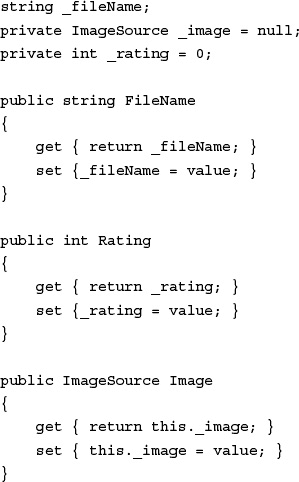 string _fileName;
private ImageSource _image = null;
private int _rating = 0;
public string FileName
{
get { return _fileName; }
set {_fileName = value; }
}
public int Rating
{
get { return _rating; }
set {_rating = value; }
}
public ImageSource Image
{
get { return this._image; }
set { this._image = value; }
}